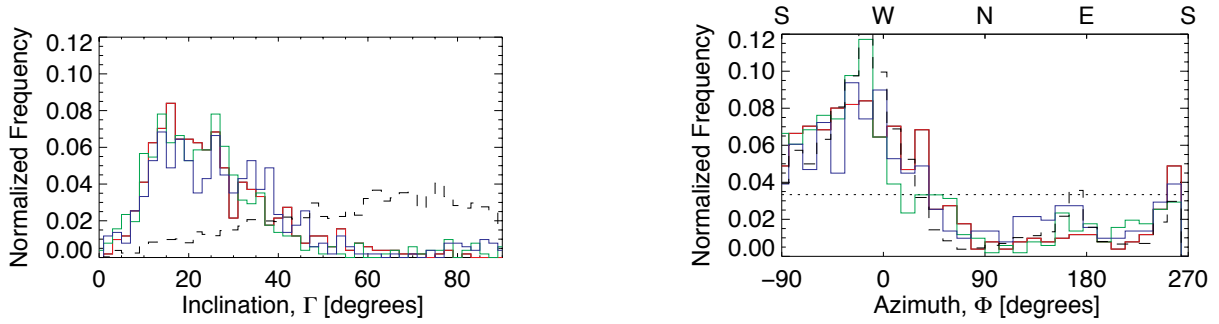 S W N E S
0.12
0.10
0.08
0.06
0.04
0.02
0.00
Normalized Frequency
0 20 40 60 80
Inclination, Γ [degrees]
0.12
0.10
0.08
0.06
0.04
0.02
0.00
Normalized Frequency
−90 0 90 180 270
Azimuth, Φ [degrees]